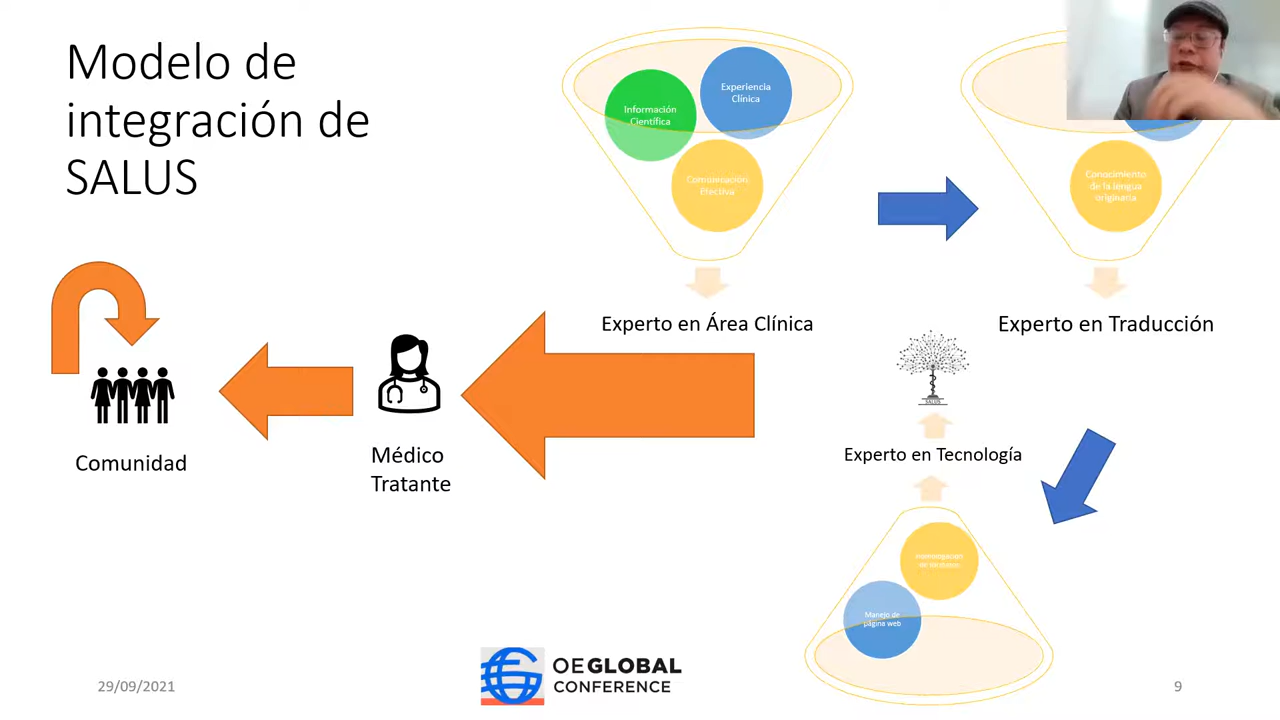 Modelo de
integración de
SALUS
Información
Científica
Experiencia
Clínica
Comunicación
Efectiva
Conocimiento
de la lengua
originaria
Experto en Área Clínica
Experto en Traducción
SALUS
Experto en Tecnología
Manejo de
página web
Médico
Tratante
Comunidad
29/09/2021
OEGLOBAL
CONFERENCE
9